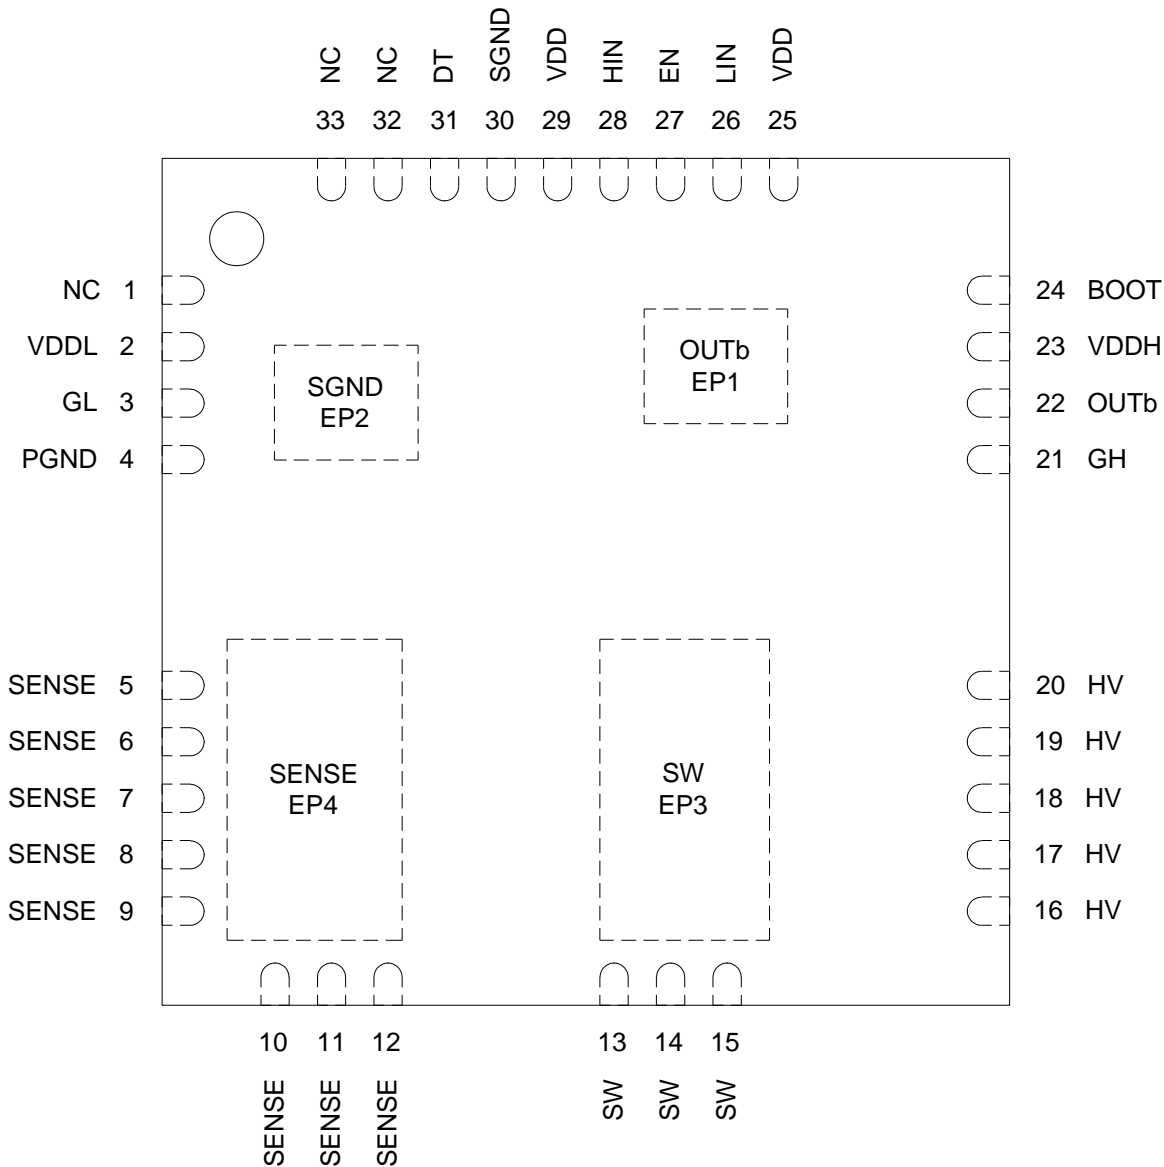 NC NC DT SGND VDD HIN EN LIN VDD
33 32 31 30 29 28 27 26 25
NC 1
VDDL 2
GL 3
PGND 4
SGND
EP2
OUTb
EP1
24 BOOT
23 VDDH
22 OUTb
21 GH
SENSE 5
SENSE 6
SENSE 7
SENSE 8
SENSE 9
SENSE
EP4
SW
EP3
20 HV
19 HV
18 HV
17 HV
16 HV
10 11 12 13 14 15
SENSE SENSE SENSE SW SW SW